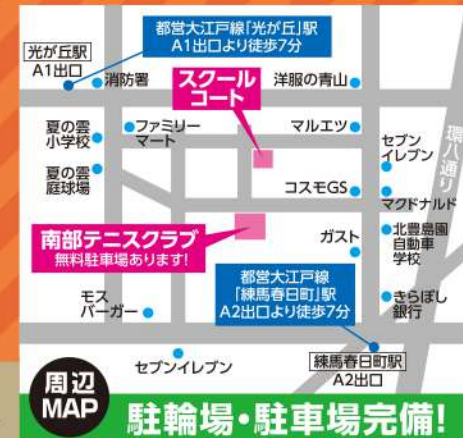 都営大江戸線「光が丘」駅
A1出口より徒歩7分
光が丘駅
A1出口
消防署
スクール
コート
洋服の青山
夏の雲
小学校
ファミリー
マート
マルエツ
環八通り
セブン
イレブン
夏の雲
庭球場
コスモGS
マクドナルド
南部テニスクラブ
無料駐車場あります!
ガスト
北豊島園
自動車
学校
都営大江戸線
「練馬春日町」駅
A2出口より徒歩7分
モス
バーガー
きらぼし
銀行
セブンイレブン
練馬春日町駅
A2出口
周辺
MAP
駐輪場・駐車場完備!